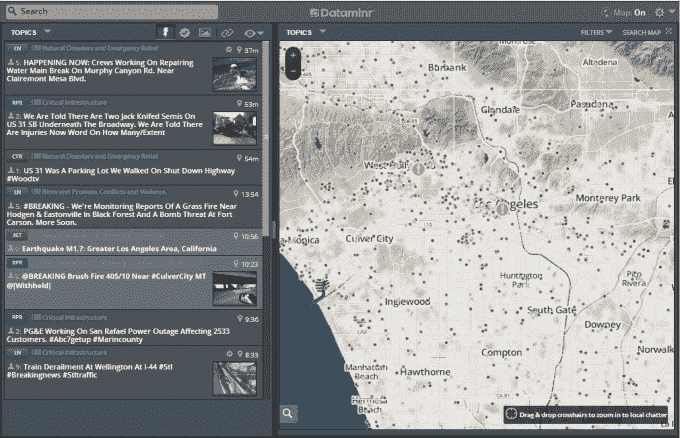 Search
Dataminr
Map: On
TOPICS
EN Natural Disasters and Emergency Relief 37m
5: HAPPENING NOW: Crews Working On Repairing
Water Main Break On Murphy Canyon Rd. Near
Clairemont Mesa Blvd.
RPR Critical Infrastructure 53m
2: We Are Told There Are Two Jack Knifed Semis On
US 31 SB Underneath The Broadway. We Are Told There
Are Injuries Now Word On How Many/Extent
CTR Natural Disasters and Emergency Relief 54m
1: US 31 Was A Parking Lot We Walked On Shut Down Highway
#Woodtv
EN Conflicts and Violence 13:54
5: #BREAKING - We're Monitoring Reports Of A Grass Fire Near
Hodgen & Eastonville In Black Forest And A Bomb Threat At Fort
Carson. More Soon.
10:56
Earthquake M1.7: Greater Los Angeles Area, California
RPR 10:23
@BREAKING Brush Fire 405/10 Near #CulverCity MT
@[Withheld]
RPR Critical Infrastructure 9:36
2: PG&E Working On San Rafael Power Outage Affecting 2533
Customers. #Abc7getup #Marincounty
EN Critical Infrastructure 8:33
9: Train Derailment At Wellington At I-44 #Stl
#Breakingnews #Stltraffic
TOPICS
FILTERS
SEARCH MAP
+
-
Burbank
Altadena
Glendale
Pasadena
West Holl
Los Angeles
Monterey Park
a Monica
Culver City
Huntington
Park
Pico
Rivera
Inglewood
South Gate
Downey
Compton
Norwalk
Manhattan
Beach
Hawthorne
Hermosa
Beach
Drag & drop crosshairs to zoom in to local chatter